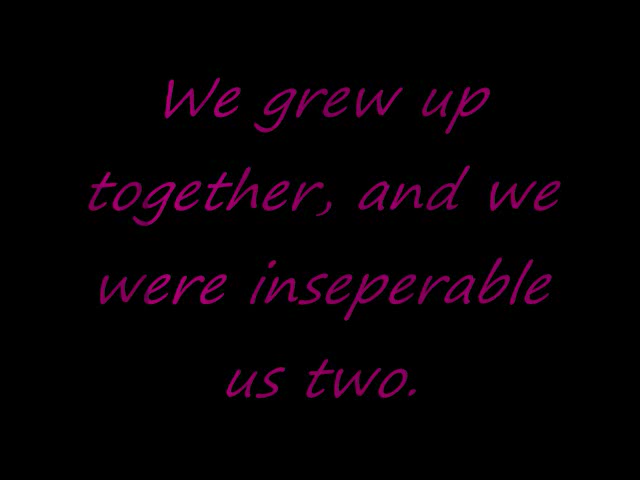 We grew up
together, and we
were inseperable
us two.